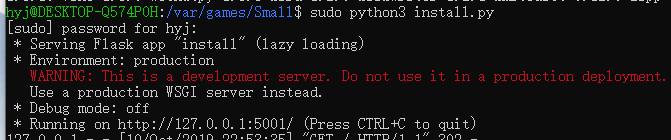 hyj@DESKTOP-Q574POH:/var/games/Small$ sudo python3 install.py
[sudo] password for hyj:
 * Serving Flask app "install" (lazy loading)
 * Environment: production
   WARNING: This is a development server. Do not use it in a production deployment.
   Use a production WSGI server instead.
 * Debug mode: off
 * Running on http://127.0.0.1:5001/ (Press CTRL+C to quit)
127.0.0.1 - - [10/Oct/2019 22:53:35] "GET / HTTP/1.1" 302 -